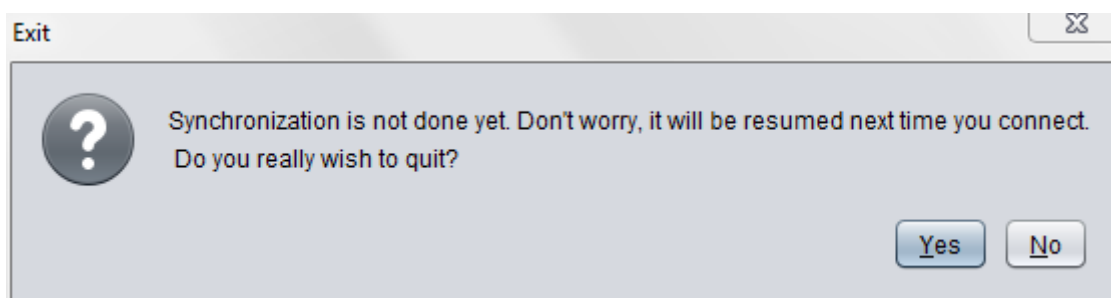 Exit
Synchronization is not done yet. Don't worry, it will be resumed next time you connect.
Do you really wish to quit?
Yes No